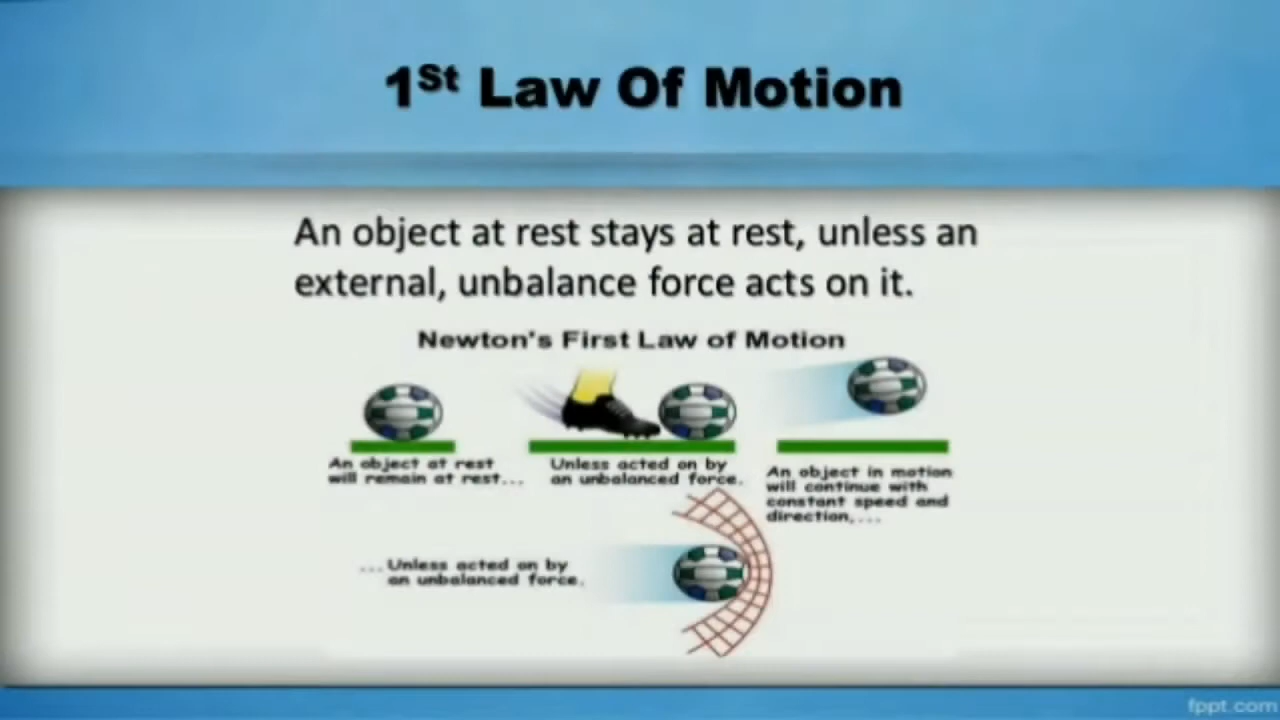 1St Law Of Motion
An object at rest stays at rest, unless an
external, unbalance force acts on it.
Newton's First Law of Motion
An object at rest
will remain at rest...
Unless acted on by
an unbalanced force.
An object in motion
will continue with
constant speed and
direction,...
... Unless acted on by
an unbalanced force.
fppt.com